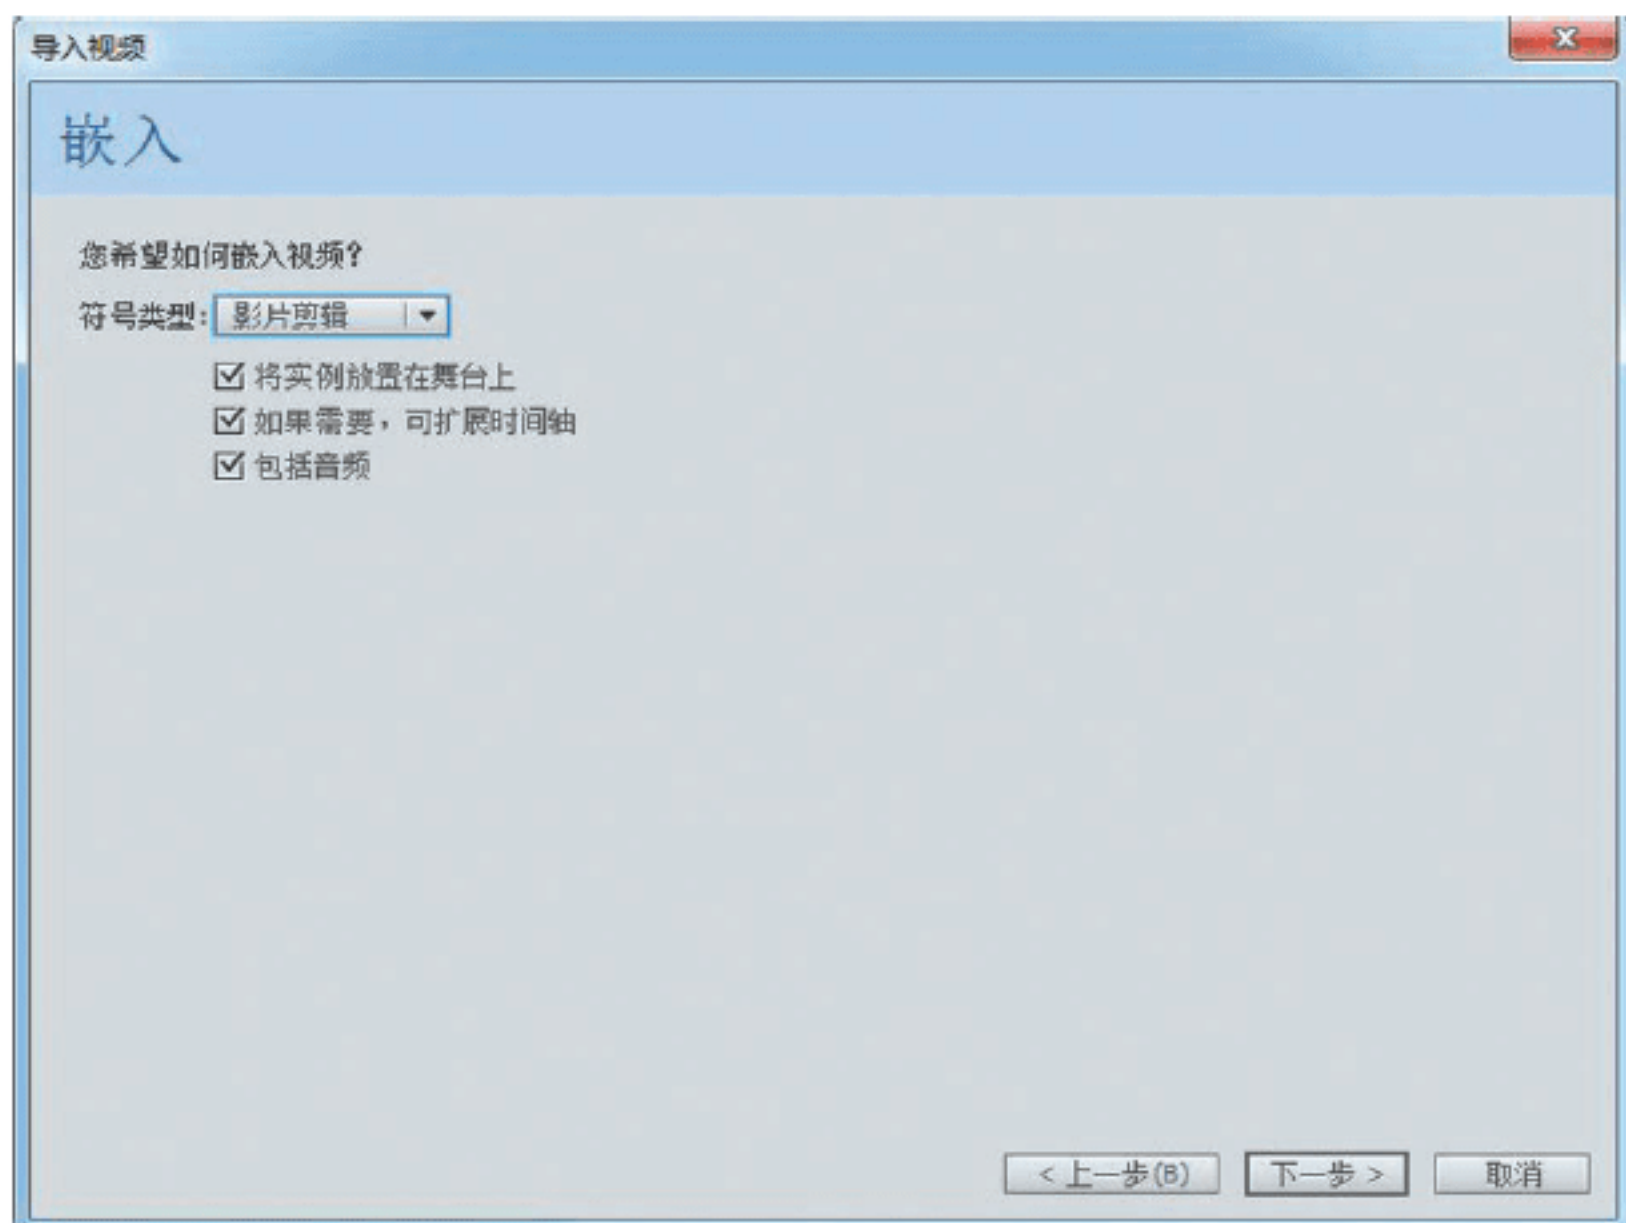 导入视频
嵌入
您希望如何嵌入视频?
符号类型: 影片剪辑
将实例放置在舞台上
如果需要，可扩展时间轴
包括音频
<上一步(B) 下一步> 取消